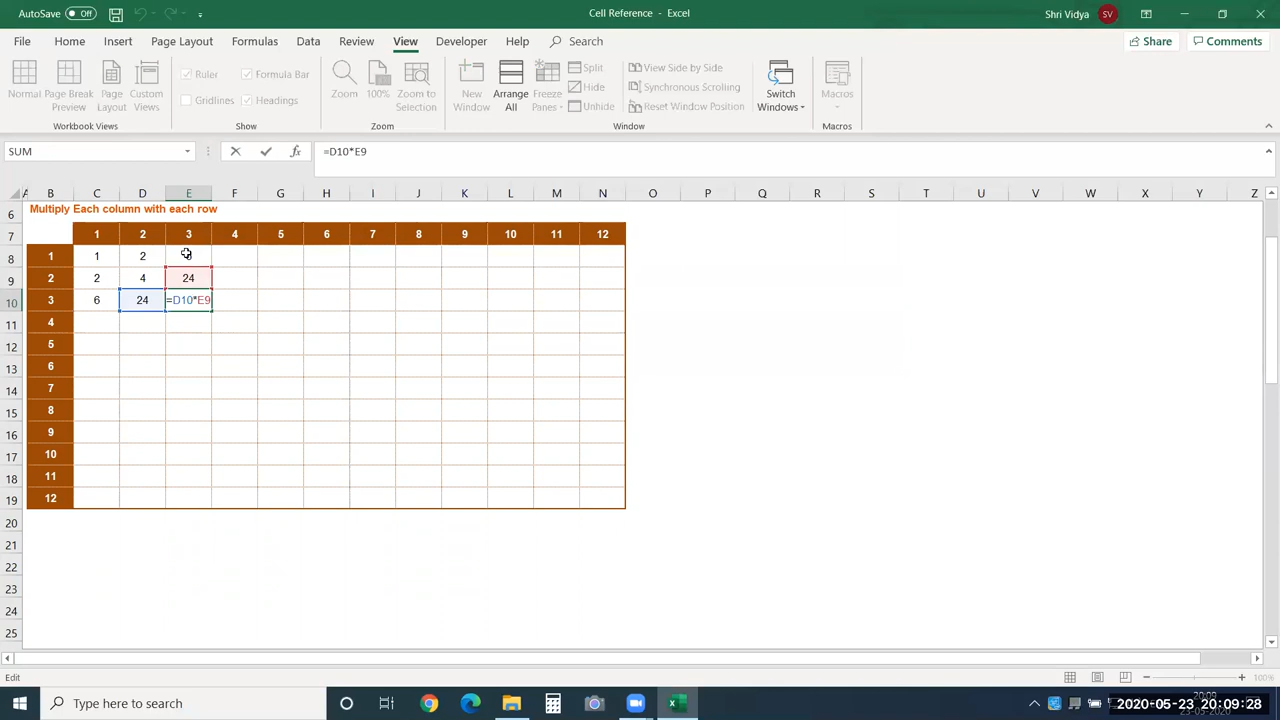 AutoSave Off
Cell Reference - Excel
Shri Vidya SV
File Home Insert Page Layout Formulas Data Review View Developer Help Search Share Comments
Normal Page Break Preview Page Layout Custom Views
Workbook Views
Ruler Formula Bar
Gridlines Headings
Show
Zoom 100% Zoom to Selection
Zoom
New Window Arrange All Freeze Panes
Split
Hide
Unhide
View Side by Side
Synchronous Scrolling
Reset Window Position
Switch Windows
Window
Macros
Macros
SUM fx =D10*E9
A B C D E F G H I J K L M N O P Q R S T U V W X Y Z
6 Multiply Each column with each row
7 1 2 3 4 5 6 7 8 9 10 11 12
8 1 1 2
9 2 2 4 24
10 3 6 24 =D10*E9
11 4
12 5
13 6
14 7
15 8
16 9
17 10
18 11
19 12
20
21
22
23
24
25
Edit 100%
Type here to search
20:09
23-05-2020
2020-05-23 20:09:28